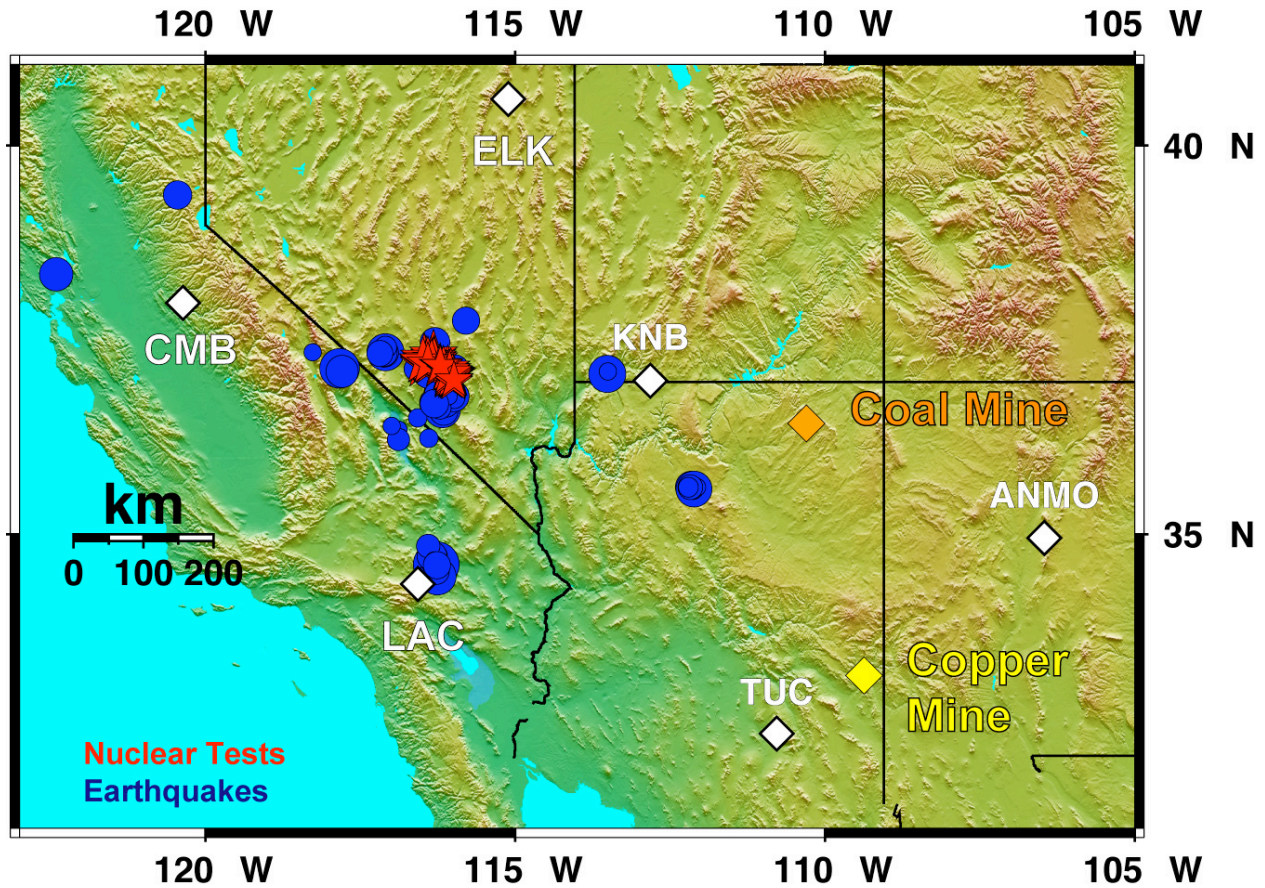 120 W 115 W 110 W 105 W
ELK
40 N
CMB
KNB
Coal Mine
km
ANMO
35 N
0 100 200
LAC
Copper
Mine
TUC
Nuclear Tests
Earthquakes
120 W 115 W 110 W 105 W